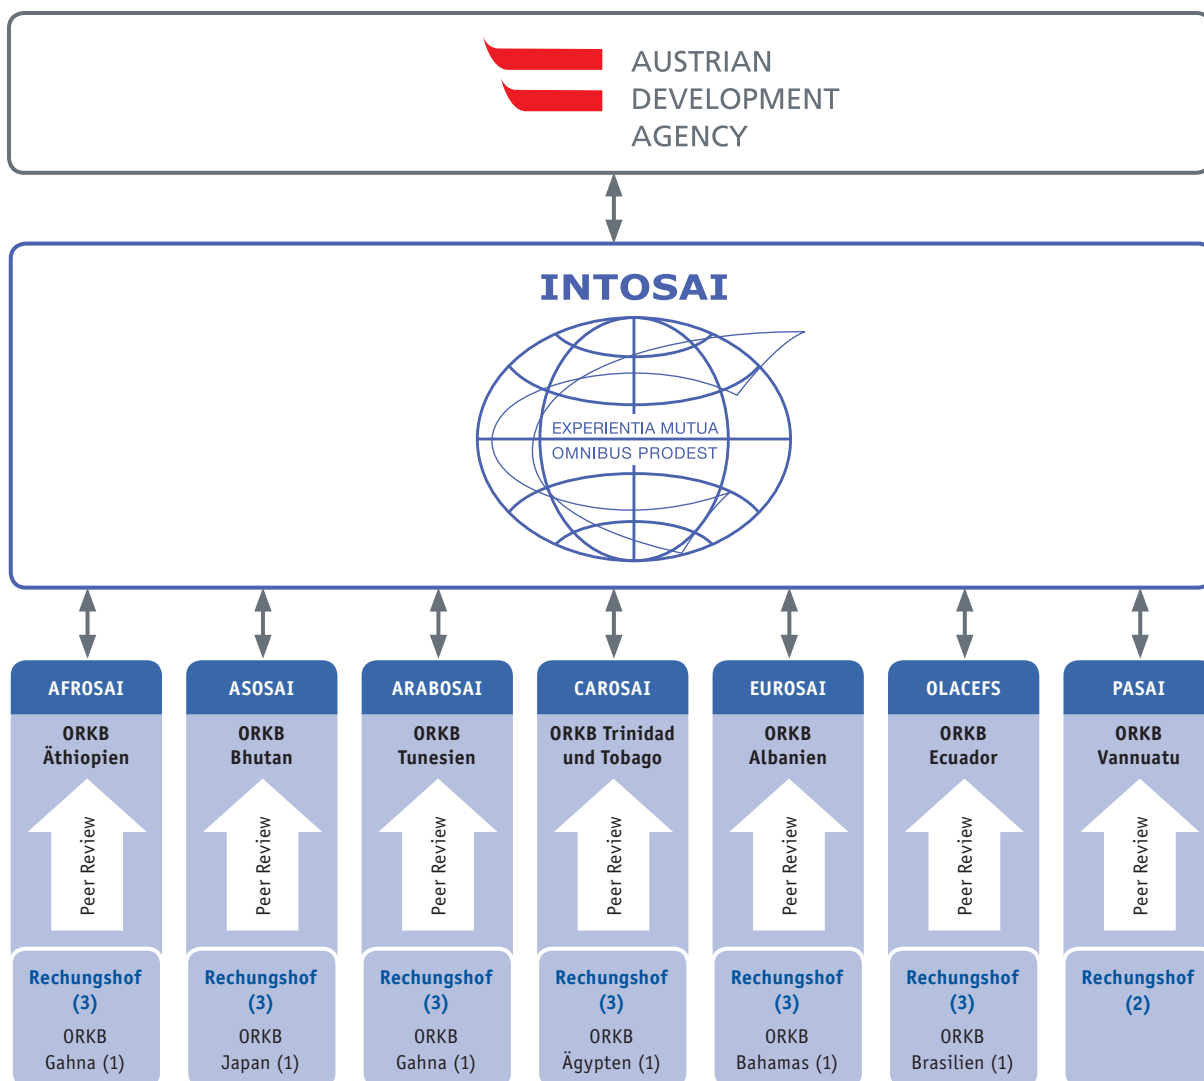 AUSTRIAN
DEVELOPMENT
AGENCY
INTOSAI
EXPERIENTIA MUTUA
OMNIBUS PRODEST
AFROSAI
ORKB
Äthiopien
Peer Review
Rechungshof
(3)
ORKB
Gahna (1)
ASOSAI
ORKB
Bhutan
Peer Review
Rechungshof
(3)
ORKB
Japan (1)
ARABOSAI
ORKB
Tunesien
Peer Review
Rechungshof
(3)
ORKB
Gahna (1)
CAROSAI
ORKB Trinidad
und Tobago
Peer Review
Rechungshof
(3)
ORKB
Ägypten (1)
EUROSAI
ORKB
Albanien
Peer Review
Rechungshof
(3)
ORKB
Bahamas (1)
OLACEFS
ORKB
Ecuador
Peer Review
Rechungshof
(3)
ORKB
Brasilien (1)
PASAI
ORKB
Vannuatu
Peer Review
Rechungshof
(2)